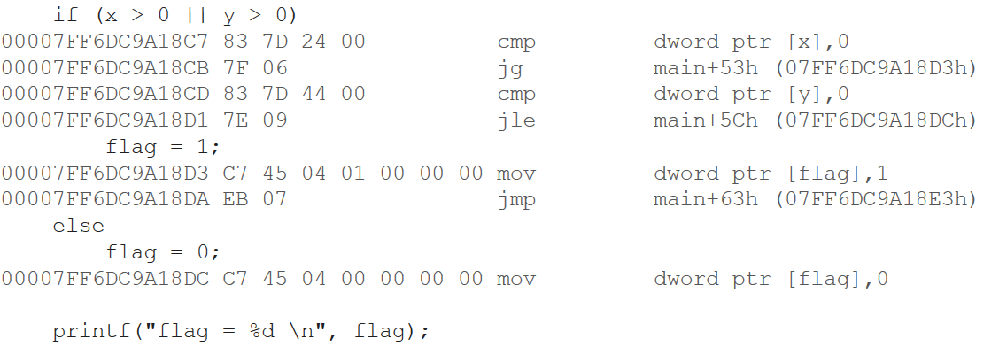 if (x > 0 || y > 0)
00007FF6DC9A18C7 83 7D 24 00 cmp dword ptr [x],0
00007FF6DC9A18CB 7F 06 jg main+53h (07FF6DC9A18D3h)
00007FF6DC9A18CD 83 7D 44 00 cmp dword ptr [y],0
00007FF6DC9A18D1 7E 09 jle main+5Ch (07FF6DC9A18DCh)
flag = 1;
00007FF6DC9A18D3 C7 45 04 01 00 00 00 mov dword ptr [flag],1
00007FF6DC9A18DA EB 07 jmp main+63h (07FF6DC9A18E3h)
else
flag = 0;
00007FF6DC9A18DC C7 45 04 00 00 00 00 mov dword ptr [flag],0
printf("flag = %d \n", flag);